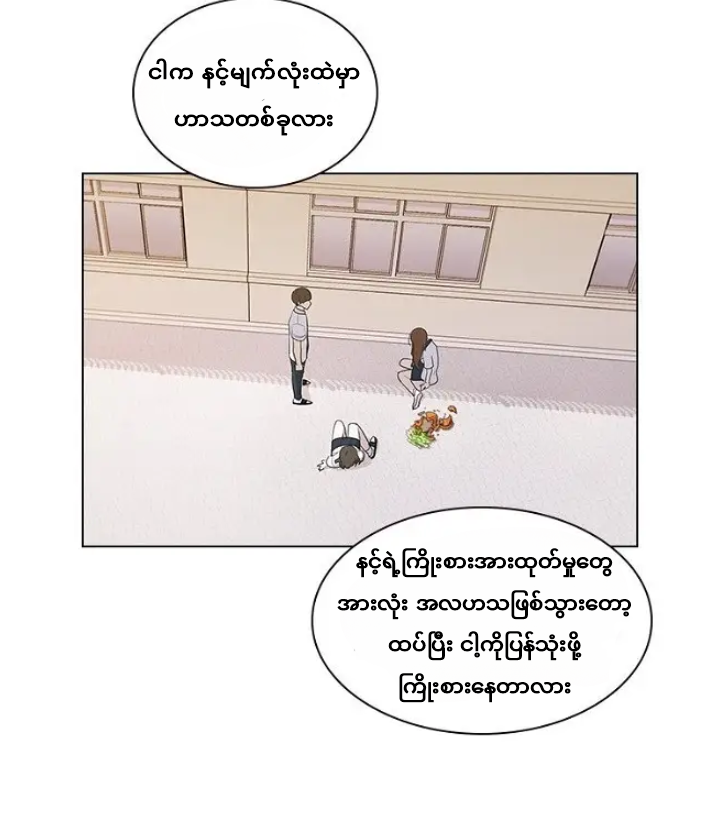 ငါက နင့်မျက်လုံးထဲမှာ
ဟာသတစ်ခုလား
နင့်ရဲ့ကြိုးစားအားထုတ်မှုတွေ
အားလုံး အလဟသဖြစ်သွားတော့
ထပ်ပြီး ငါ့ကိုပြန်သုံးဖို့
ကြိုးစားနေတာလား